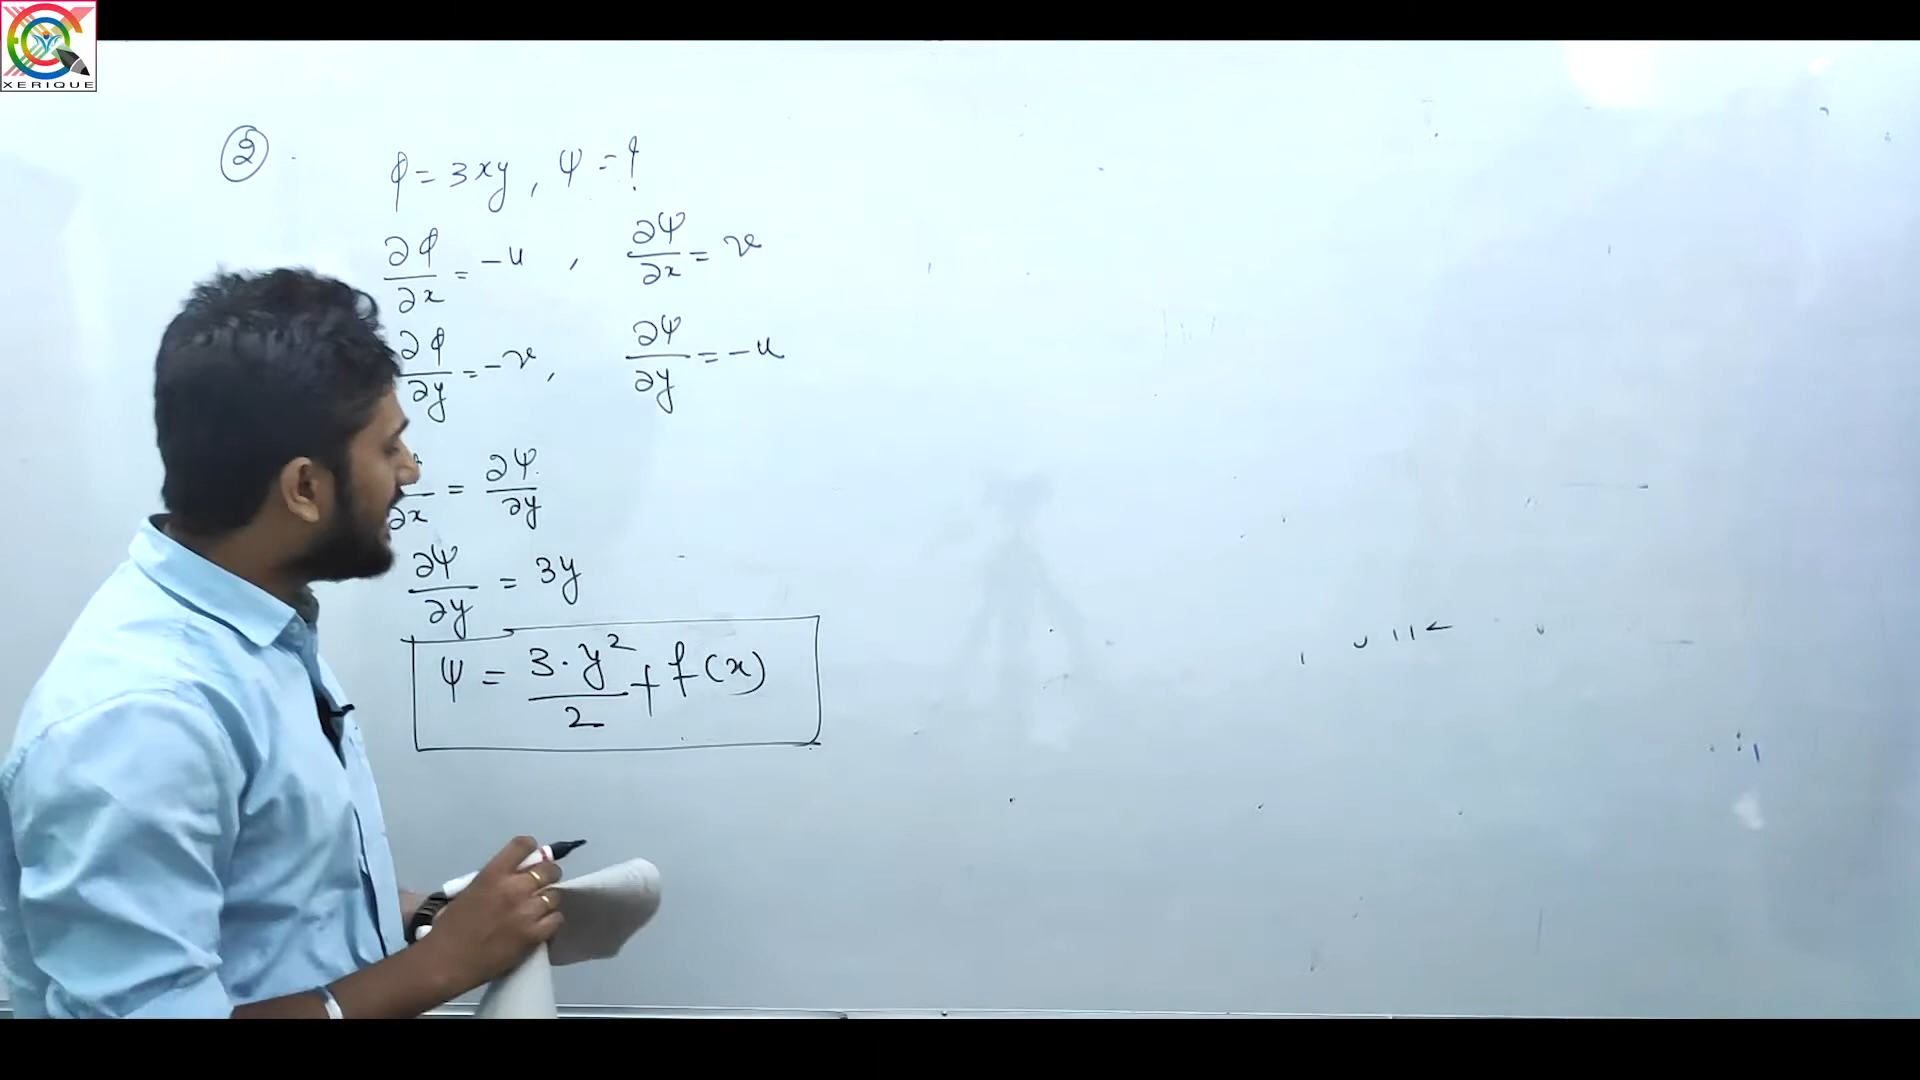 XERIQUE
②
φ = 3xy, ψ = ?
∂φ/∂x = -u , ∂ψ/∂x = v
∂φ/∂y = -v, ∂ψ/∂y = -u
∂x = ∂ψ/∂y
∂ψ/∂y = 3y
ψ = 3·y²/2 + f(x)